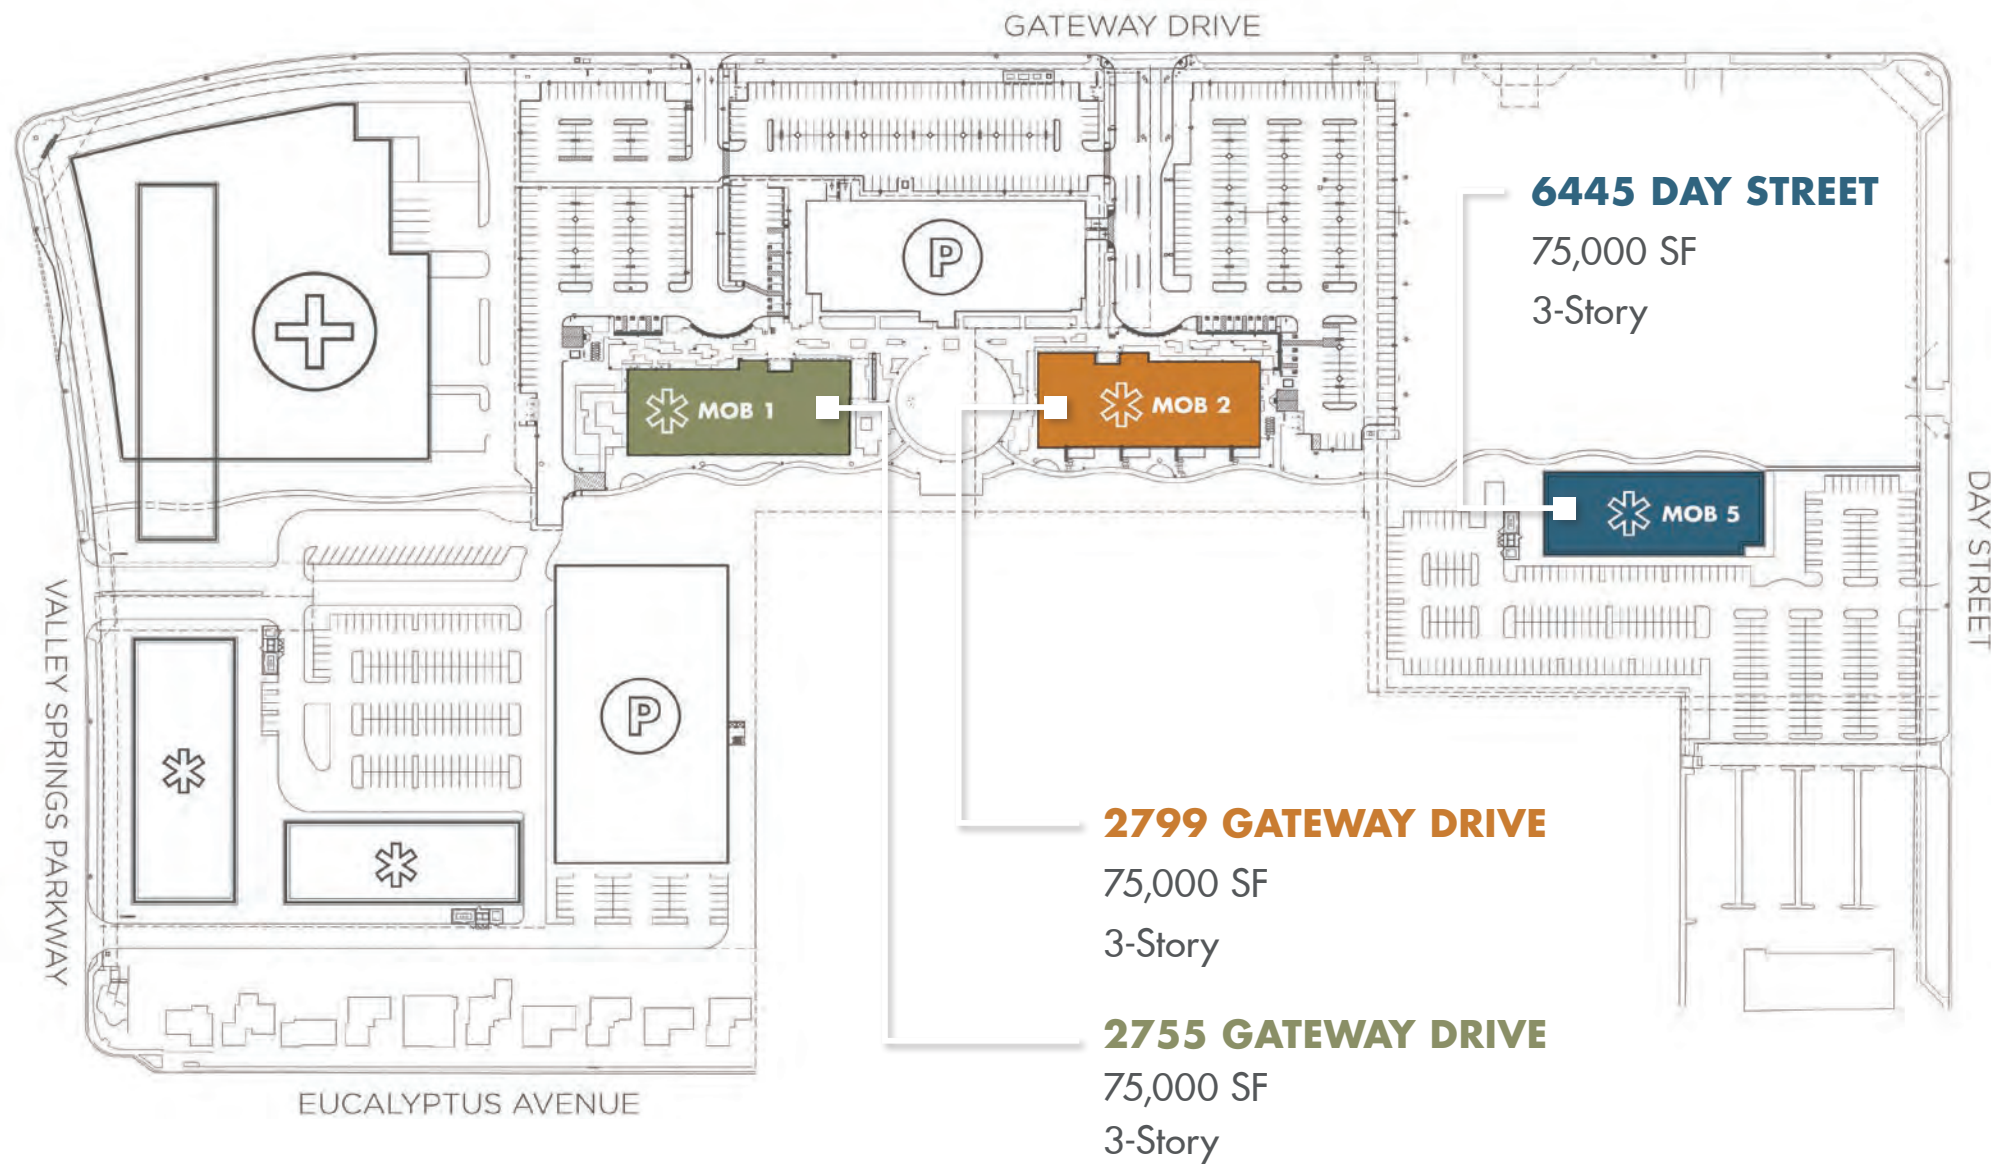 GATEWAY DRIVE
6445 DAY STREET
75,000 SF
3-Story
P
MOB 1
MOB 2
MOB 5
DAY STREET
VALLEY SPRINGS PARKWAY
P
2799 GATEWAY DRIVE
75,000 SF
3-Story
2755 GATEWAY DRIVE
75,000 SF
3-Story
EUCALYPTUS AVENUE